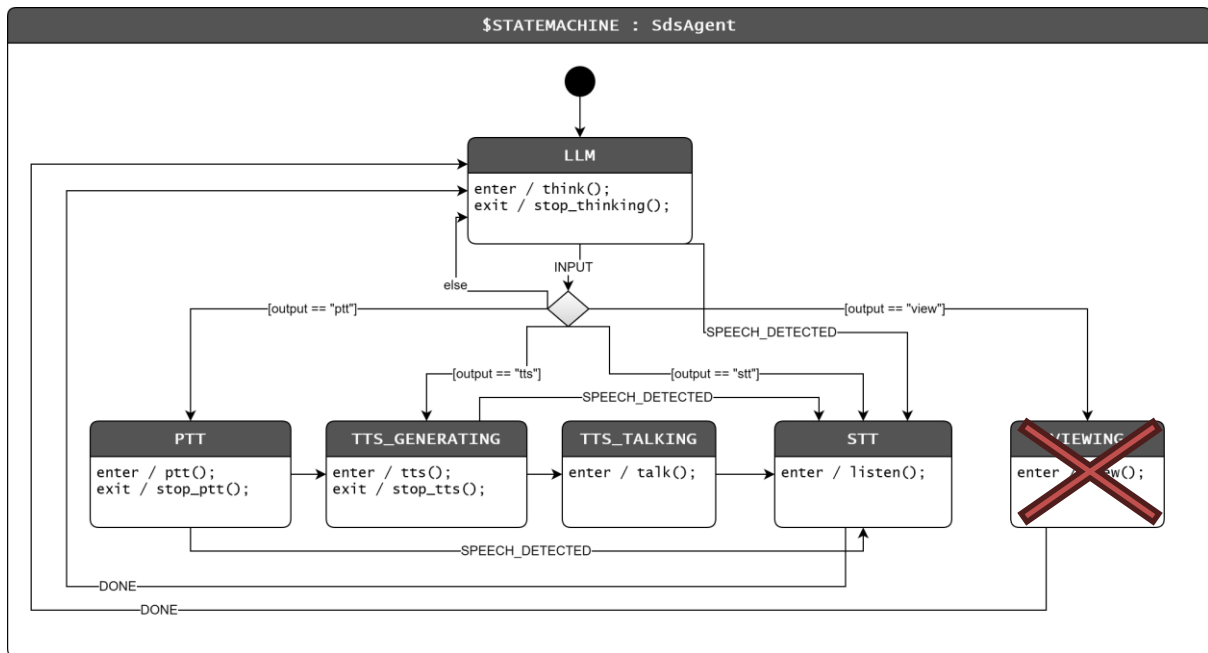 $STATEMACHINE : SdsAgent
LLM
enter / think();
exit / stop_thinking();
INPUT
else
[output == "ptt"]
[output == "view"]
SPEECH_DETECTED
[output == "tts"]
[output == "stt"]
SPEECH_DETECTED
PTT
enter / ptt();
exit / stop_ptt();
TTS_GENERATING
enter / tts();
exit / stop_tts();
TTS_TALKING
enter / talk();
STT
enter / listen();
VIEWING
enter /
SPEECH_DETECTED
DONE
DONE